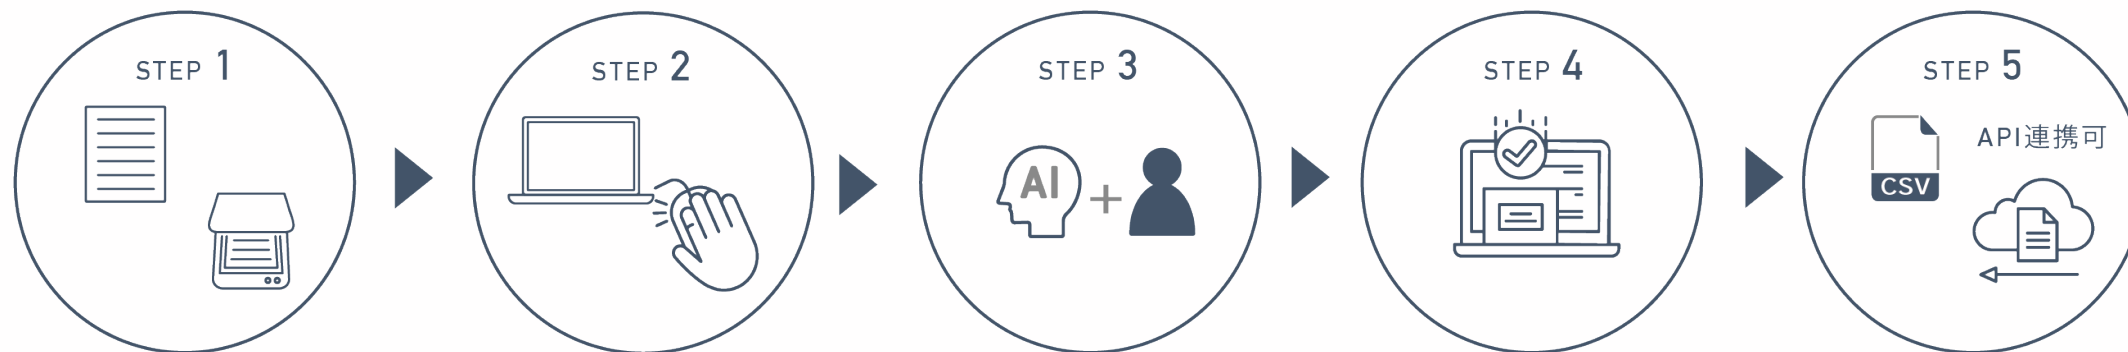 STEP 1
STEP 2
STEP 3
AI
STEP 4
STEP 5
API連携可
CSV